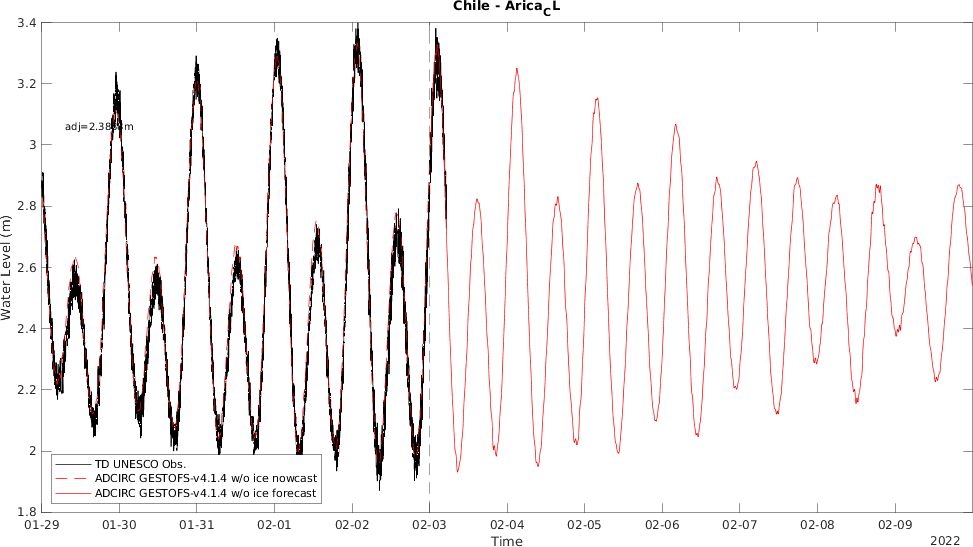 Chile - Arica_CL
3.4
3.2
3
2.8
2.6
2.4
2.2
2
1.8
Water Level (m)
TD UNESCO Obs.
ADCIRC GESTOFS-v4.1.4 w/o ice nowcast
ADCIRC GESTOFS-v4.1.4 w/o ice forecast
01-29 01-30 01-31 02-01 02-02 02-03 02-04 02-05 02-06 02-07 02-08 02-09
Time
2022